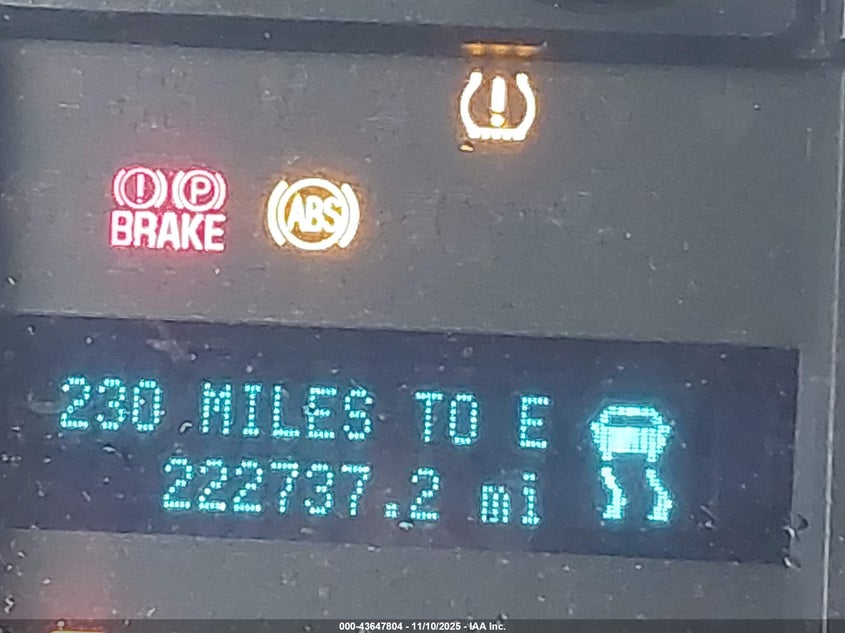 ! P
BRAKE
ABS
!
230 MILES TO E
222737.2 mi
000-43647804 - 11/10/2025 - IAA Inc.